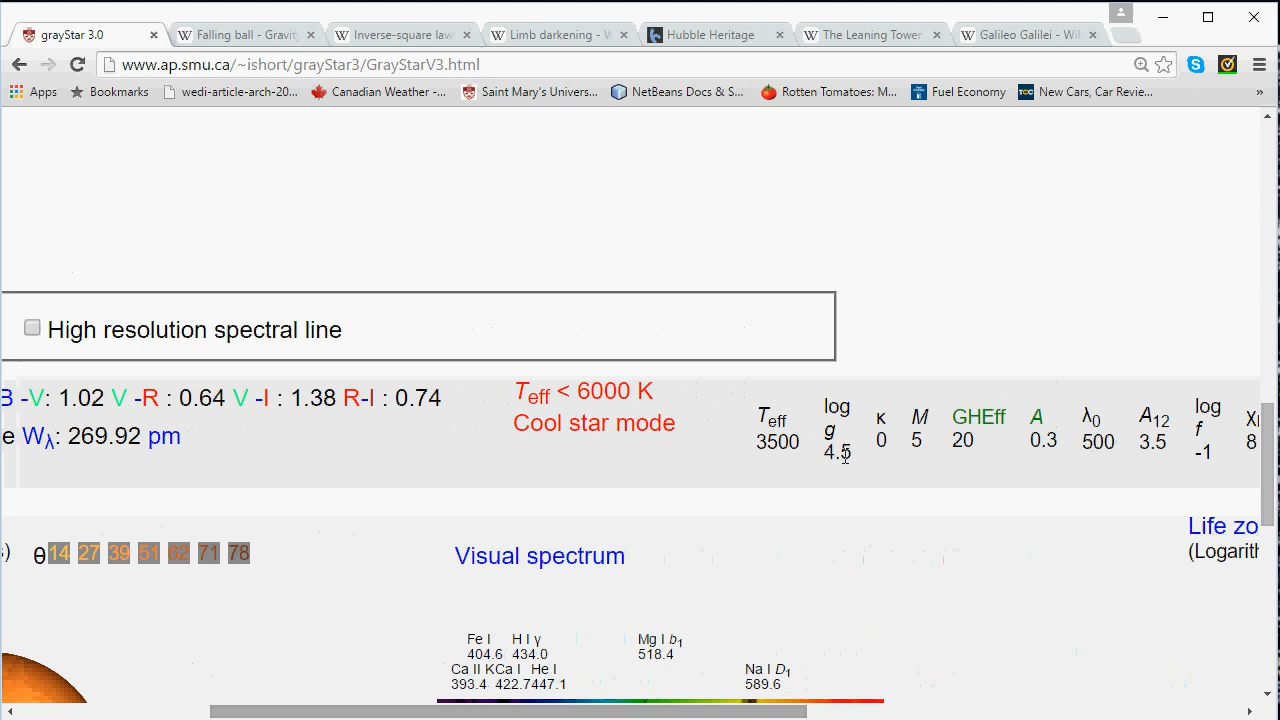 grayStar 3.0
Falling ball - Gravit
Inverse-square law
Limb darkening - W
Hubble Heritage
The Leaning Tower
Galileo Galilei - Wiki
www.ap.smu.ca/~ishort/grayStar3/GrayStarV3.html
Apps Bookmarks wedi-article-arch-20... Canadian Weather -... Saint Mary's Univers... NetBeans Docs & S... Rotten Tomatoes: M... Fuel Economy New Cars, Car Revie... »
High resolution spectral line
B -V: 1.02 V -R : 0.64 V -I : 1.38 R-I : 0.74
e Wλ: 269.92 pm
Teff < 6000 K
Cool star mode
Teff log g κ M GHEff A λ0 A12 log f
3500 4.5 0 5 20 0.3 500 3.5 -1 8
θ 14 27 39 51 62 71 78
Visual spectrum
Life zo
(Logarith
Fe I H I γ Mg I b1
404.6 434.0 518.4
Ca II K Ca I He I Na I D1
393.4 422.7 447.1 589.6